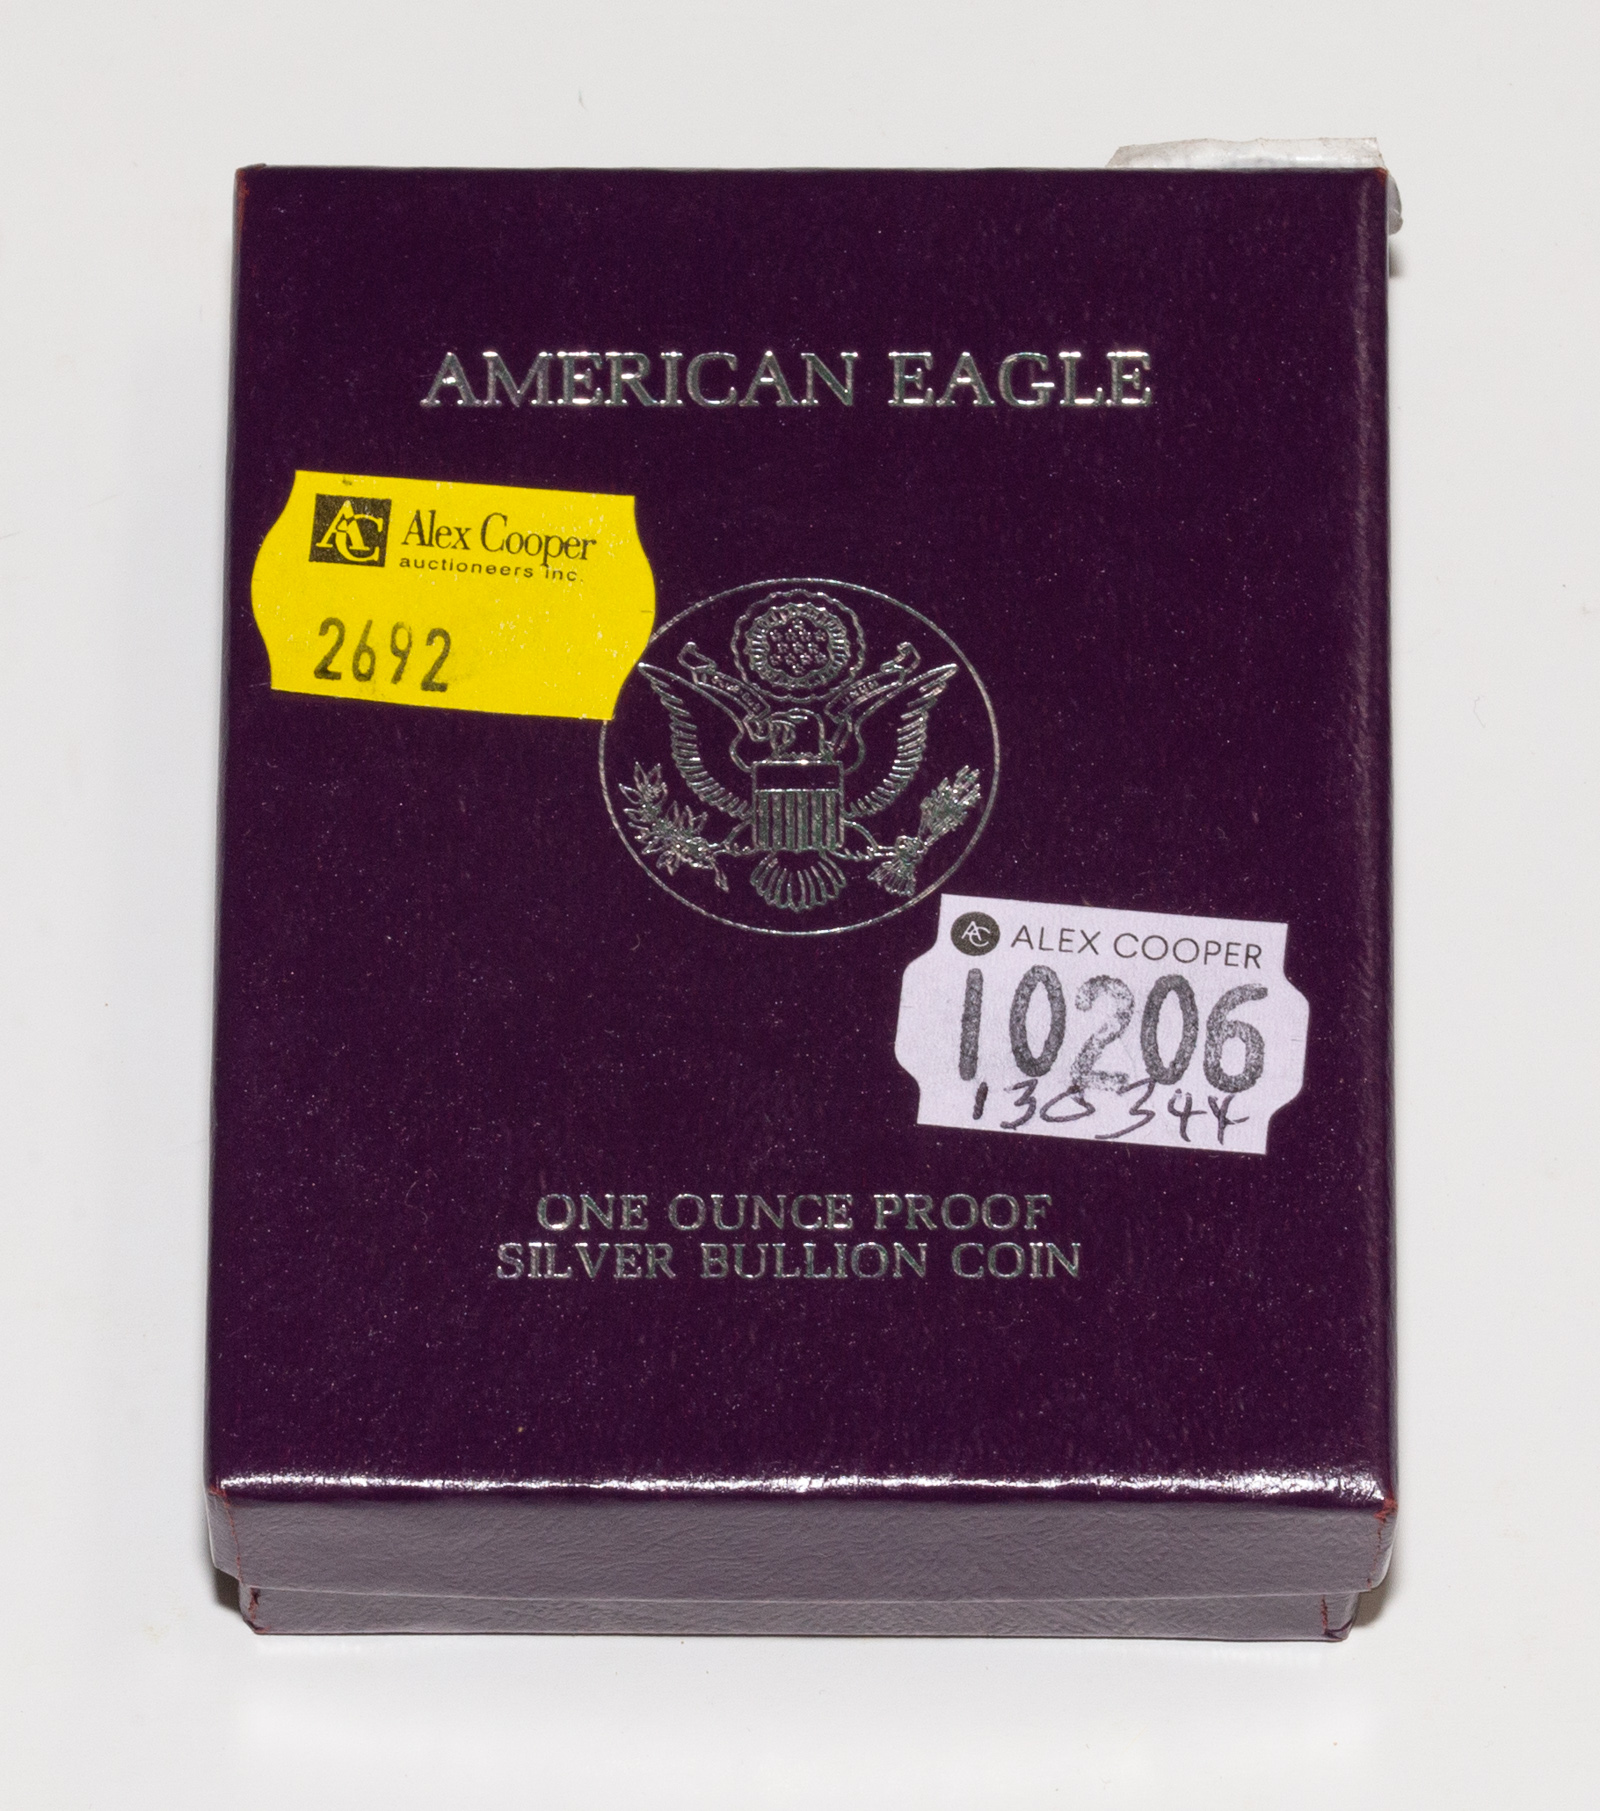 AMERICAN EAGLE
AC Alex Cooper
auctioneers inc.
2692
AC ALEX COOPER
10206
130344
ONE OUNCE PROOF
SILVER BULLION COIN